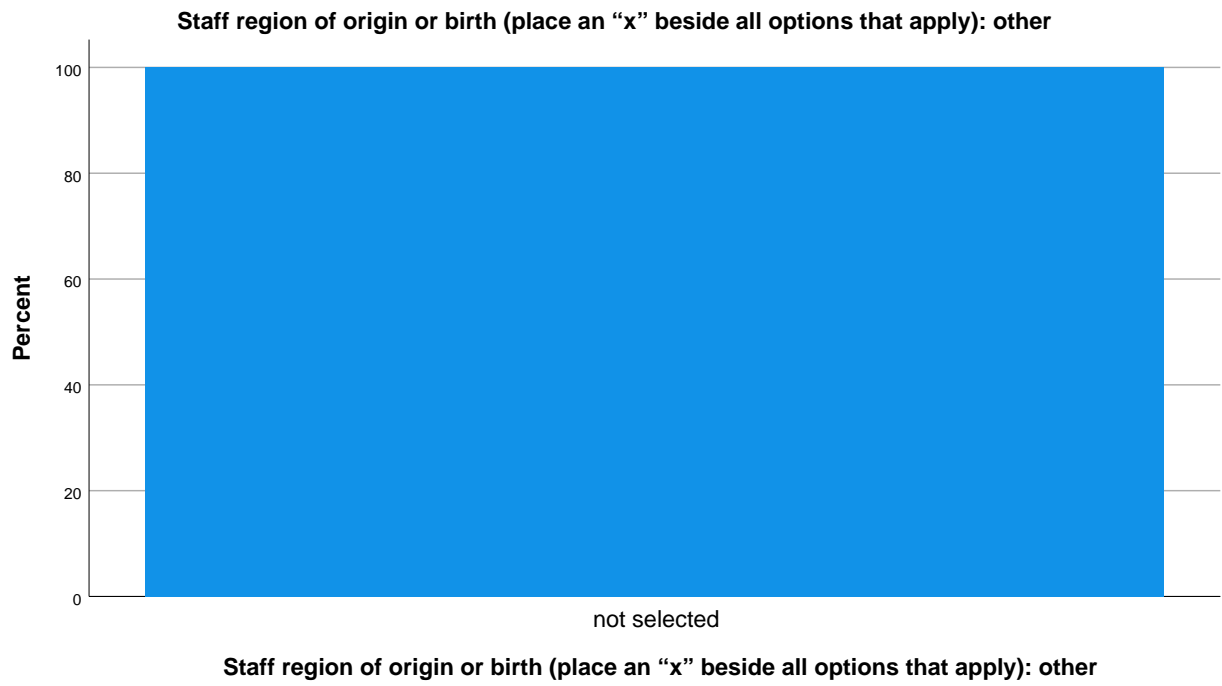 Staff region of origin or birth (place an “x” beside all options that apply): other
100
80
60
40
20
0
Percent
not selected
Staff region of origin or birth (place an “x” beside all options that apply): other